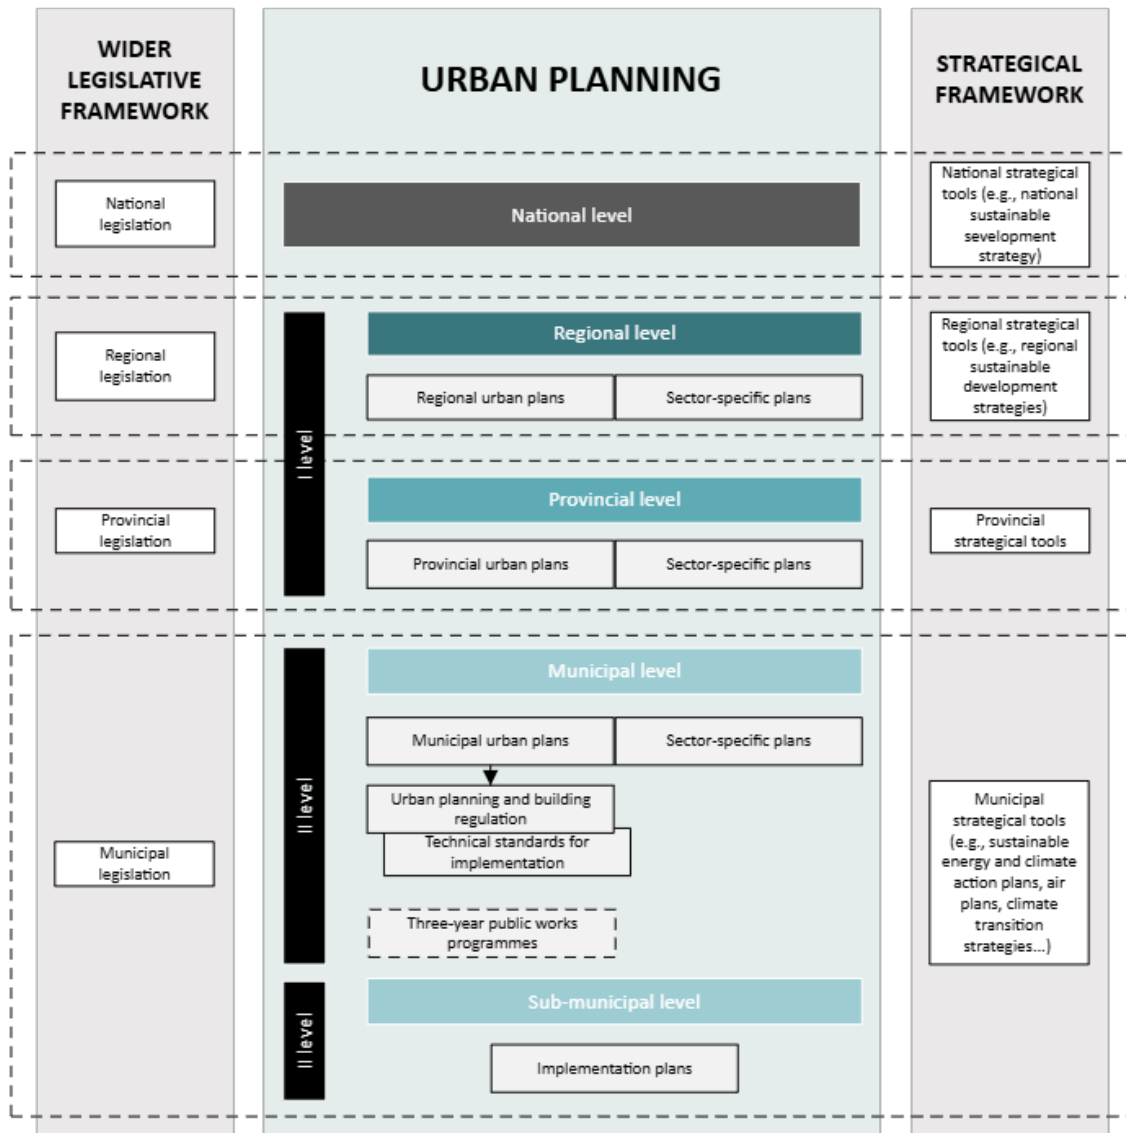 WIDER
LEGISLATIVE
FRAMEWORK
URBAN PLANNING
STRATEGICAL
FRAMEWORK
National
legislation
National level
National strategical
tools (e.g., national
sustainable
sevelopment
strategy)
Regional
legislation
I level
Regional level
Regional urban plans
Sector-specific plans
Regional strategical
tools (e.g., regional
sustainable
development
strategies)
Provincial
legislation
Provincial level
Provincial urban plans
Sector-specific plans
Provincial
strategical tools
Municipal
legislation
II level
Municipal level
Municipal urban plans
Sector-specific plans
Urban planning and building
regulation
Technical standards for
implementation
Three-year public works
programmes
Municipal
strategical tools
(e.g., sustainable
energy and climate
action plans, air
plans, climate
transition
strategies...)
II level
Sub-municipal level
Implementation plans